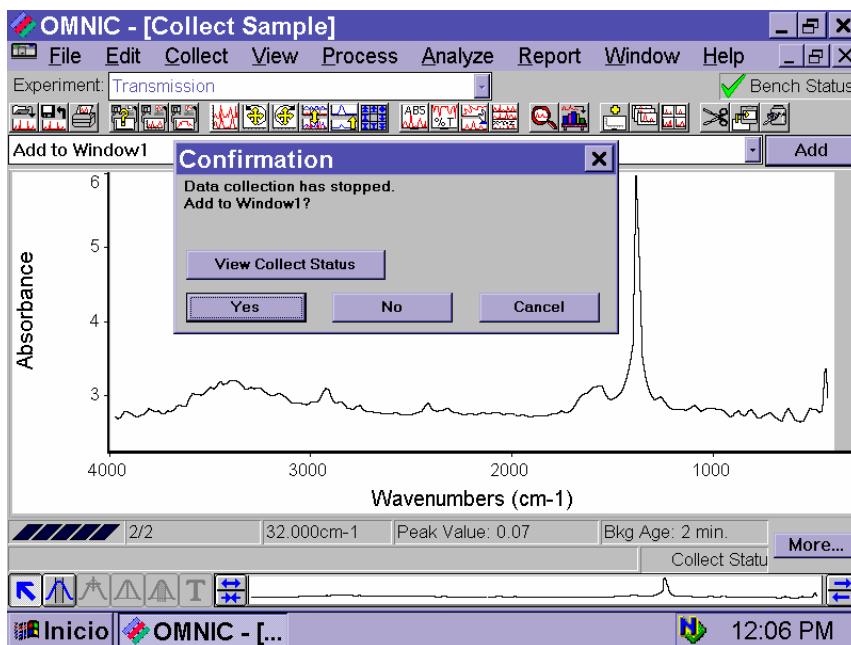 OMNIC - [Collect Sample]
File Edit Collect View Process Analyze Report Window Help
Experiment: Transmission Bench Status
ABS %T
Add to Window1 Add
Confirmation
Data collection has stopped.
Add to Window1?
View Collect Status
Yes No Cancel
6
5
4
3
Absorbance
4000 3000 2000 1000
Wavenumbers (cm-1)
2/2 32.000cm-1 Peak Value: 0.07 Bkg Age: 2 min.
More...
Collect Statu
T
Inicio OMNIC - [... N 12:06 PM